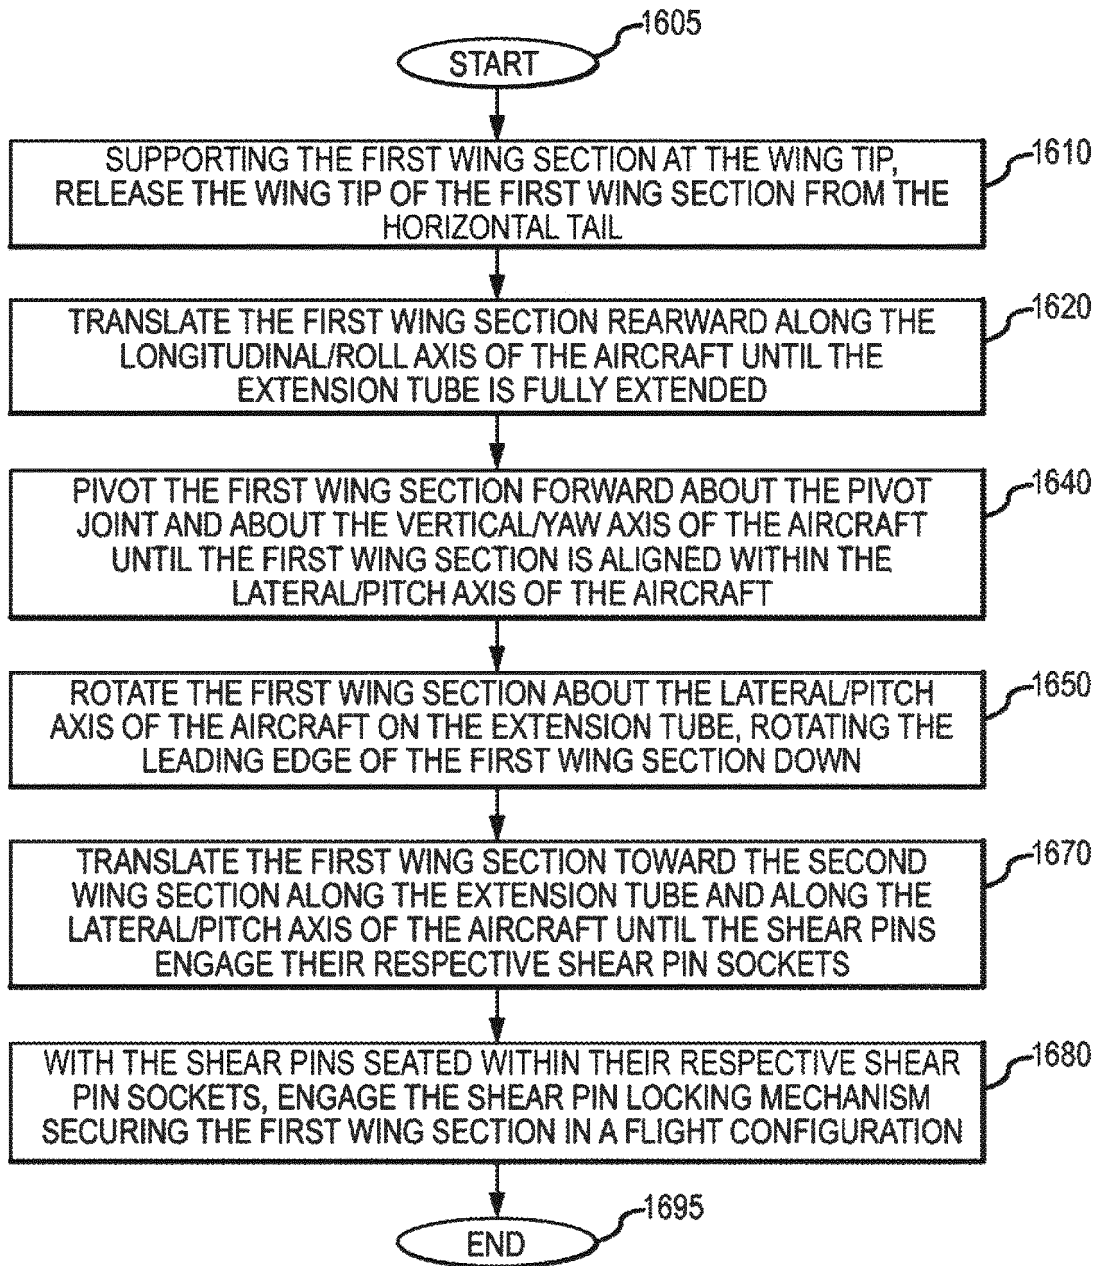 1605
START
1610
SUPPORTING THE FIRST WING SECTION AT THE WING TIP,
RELEASE THE WING TIP OF THE FIRST WING SECTION FROM THE
HORIZONTAL TAIL
1620
TRANSLATE THE FIRST WING SECTION REARWARD ALONG THE
LONGITUDINAL/ROLL AXIS OF THE AIRCRAFT UNTIL THE
EXTENSION TUBE IS FULLY EXTENDED
1640
PIVOT THE FIRST WING SECTION FORWARD ABOUT THE PIVOT
JOINT AND ABOUT THE VERTICAL/YAW AXIS OF THE AIRCRAFT
UNTIL THE FIRST WING SECTION IS ALIGNED WITHIN THE
LATERAL/PITCH AXIS OF THE AIRCRAFT
1650
ROTATE THE FIRST WING SECTION ABOUT THE LATERAL/PITCH
AXIS OF THE AIRCRAFT ON THE EXTENSION TUBE, ROTATING THE
LEADING EDGE OF THE FIRST WING SECTION DOWN
1670
TRANSLATE THE FIRST WING SECTION TOWARD THE SECOND
WING SECTION ALONG THE EXTENSION TUBE AND ALONG THE
LATERAL/PITCH AXIS OF THE AIRCRAFT UNTIL THE SHEAR PINS
ENGAGE THEIR RESPECTIVE SHEAR PIN SOCKETS
1680
WITH THE SHEAR PINS SEATED WITHIN THEIR RESPECTIVE SHEAR
PIN SOCKETS, ENGAGE THE SHEAR PIN LOCKING MECHANISM
SECURING THE FIRST WING SECTION IN A FLIGHT CONFIGURATION
1695
END